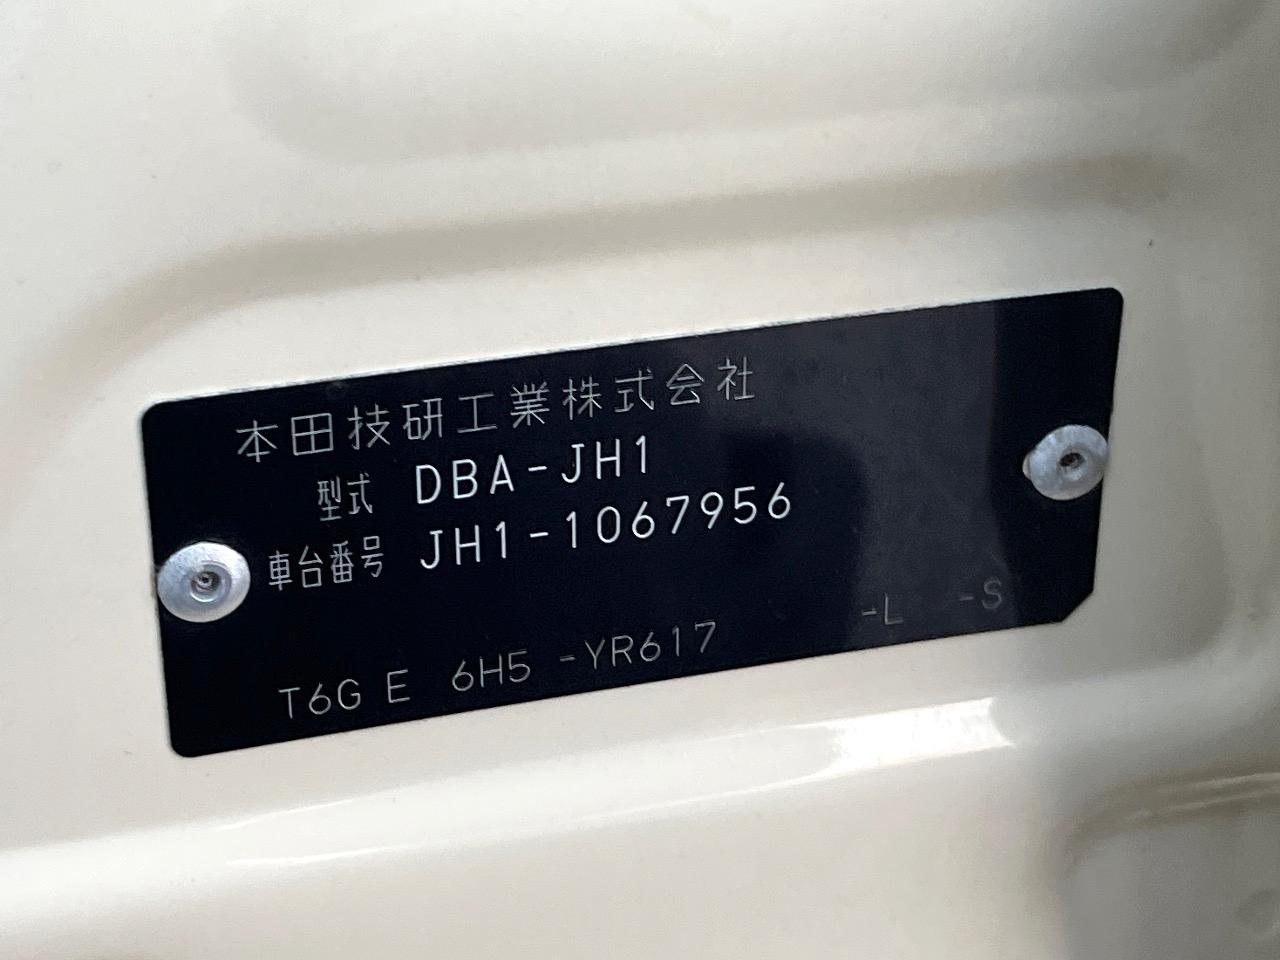 本田技研工業株式会社
型式 DBA-JH1
車台番号 JH1-1067956
T6G E 6H5 -YR617 -L -S